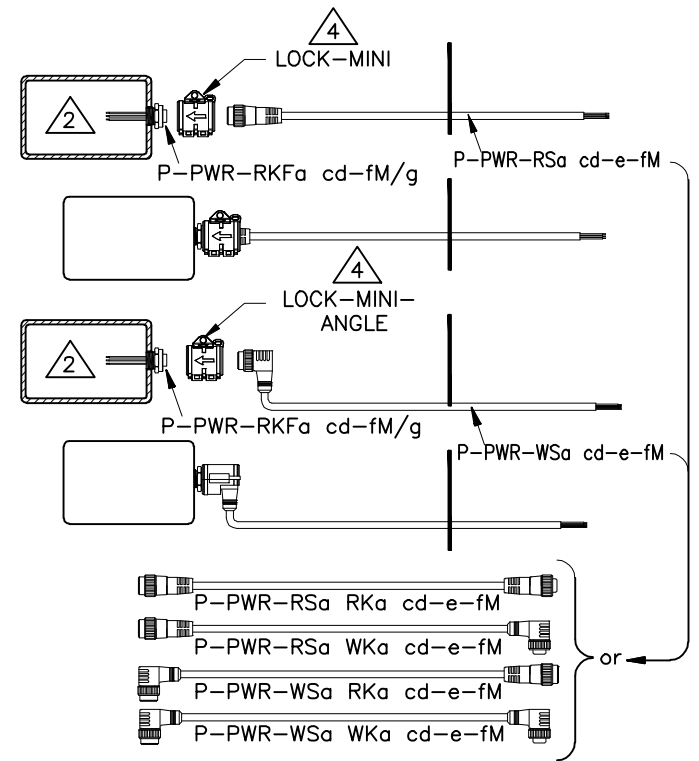 4
LOCK-MINI
2
P-PWR-RSa cd-e-fM
P-PWR-RKFa cd-fM/g
4
LOCK-MINI-
ANGLE
2
P-PWR-RKFa cd-fM/g
P-PWR-WSa cd-e-fM
P-PWR-RSa RKa cd-e-fM
P-PWR-RSa WKa cd-e-fM
or
P-PWR-WSa RKa cd-e-fM
P-PWR-WSa WKa cd-e-fM